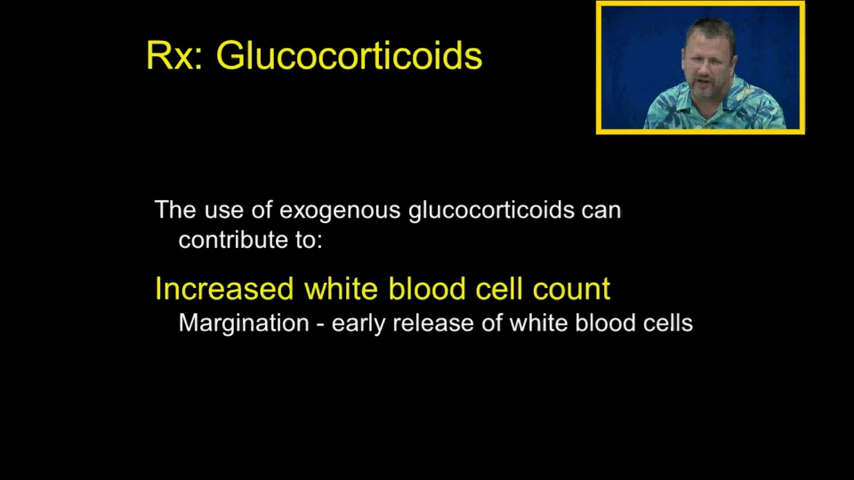 Rx: Glucocorticoids
The use of exogenous glucocorticoids can
contribute to:
Increased white blood cell count
Margination - early release of white blood cells